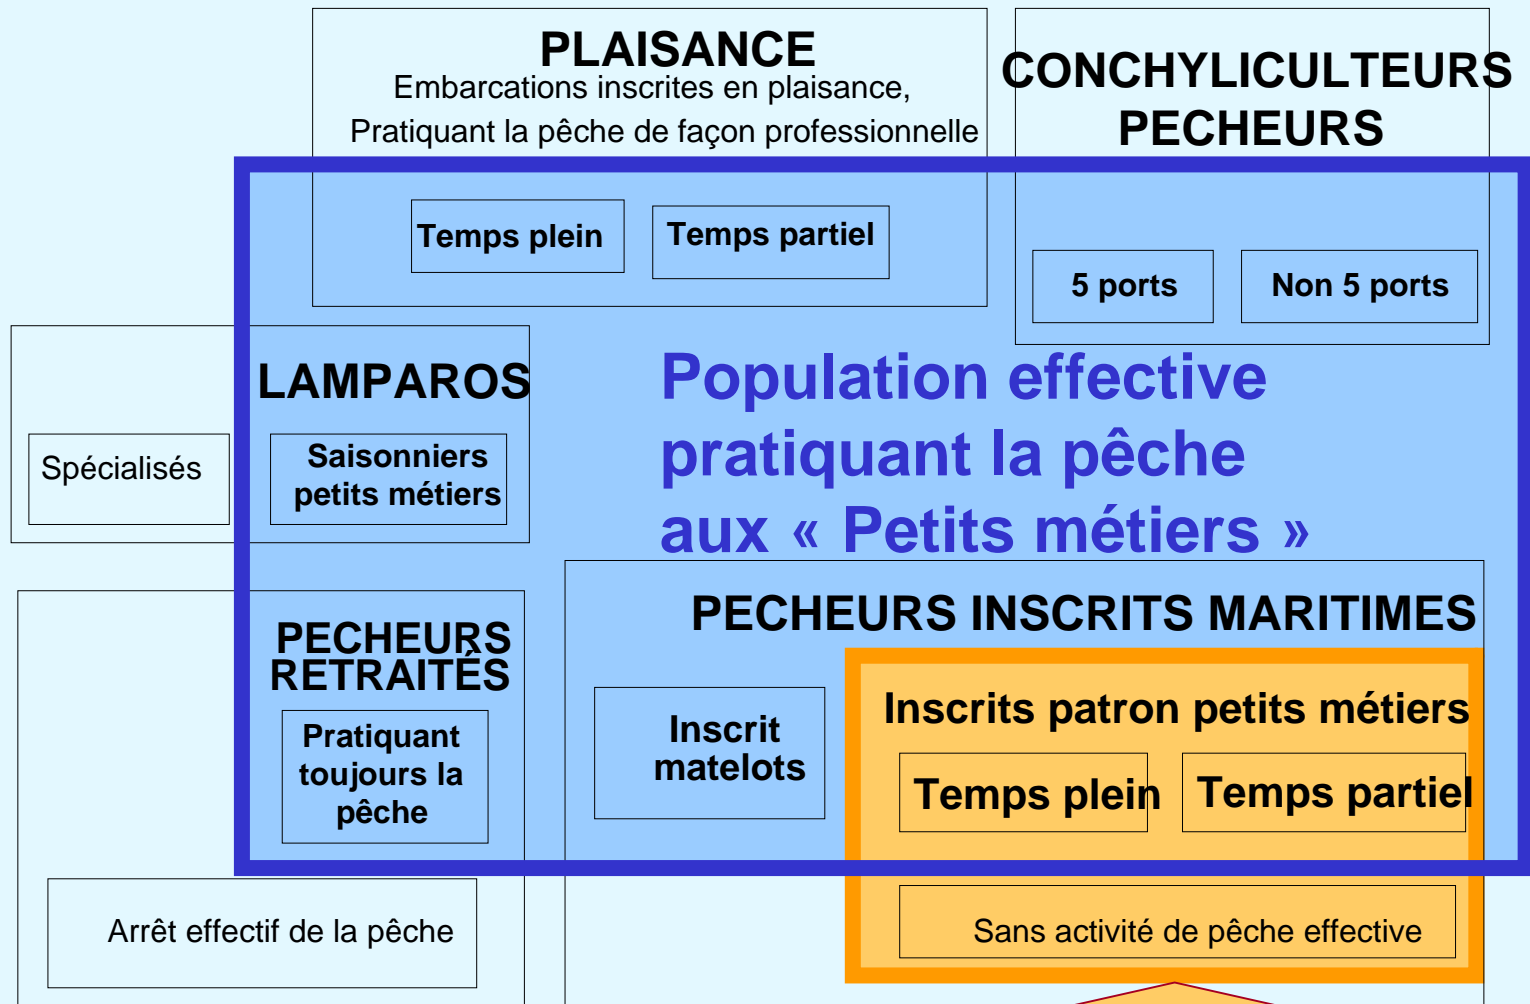 PLAISANCE
Embarcations inscrites en plaisance,
Pratiquant la pêche de façon professionnelle
Temps plein
Temps partiel
CONCHYLICULTEURS
PECHEURS
5 ports
Non 5 ports
LAMPAROS
Spécialisés
Saisonniers
petits métiers
Population effective
pratiquant la pêche
aux « Petits métiers »
PECHEURS
RETRAITÉS
Pratiquant
toujours la
pêche
Arrêt effectif de la pêche
PECHEURS INSCRITS MARITIMES
Inscrit
matelots
Inscrits patron petits métiers
Temps plein
Temps partiel
Sans activité de pêche effective